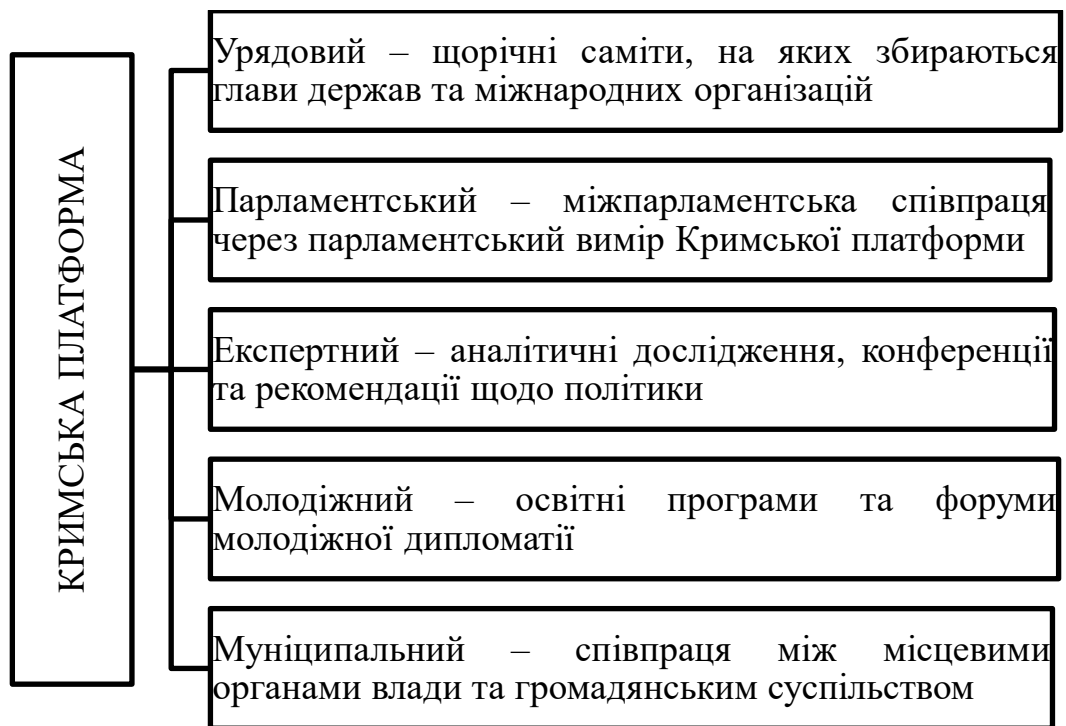 КРИМСЬКА ПЛАТФОРМА
Урядовий – щорічні саміти, на яких збираються
глави держав та міжнародних організацій
Парламентський – міжпарламентська співпраця
через парламентський вимір Кримської платформи
Експертний – аналітичні дослідження, конференції
та рекомендації щодо політики
Молодіжний – освітні програми та форуми
молодіжної дипломатії
Муніципальний – співпраця між місцевими
органами влади та громадянським суспільством